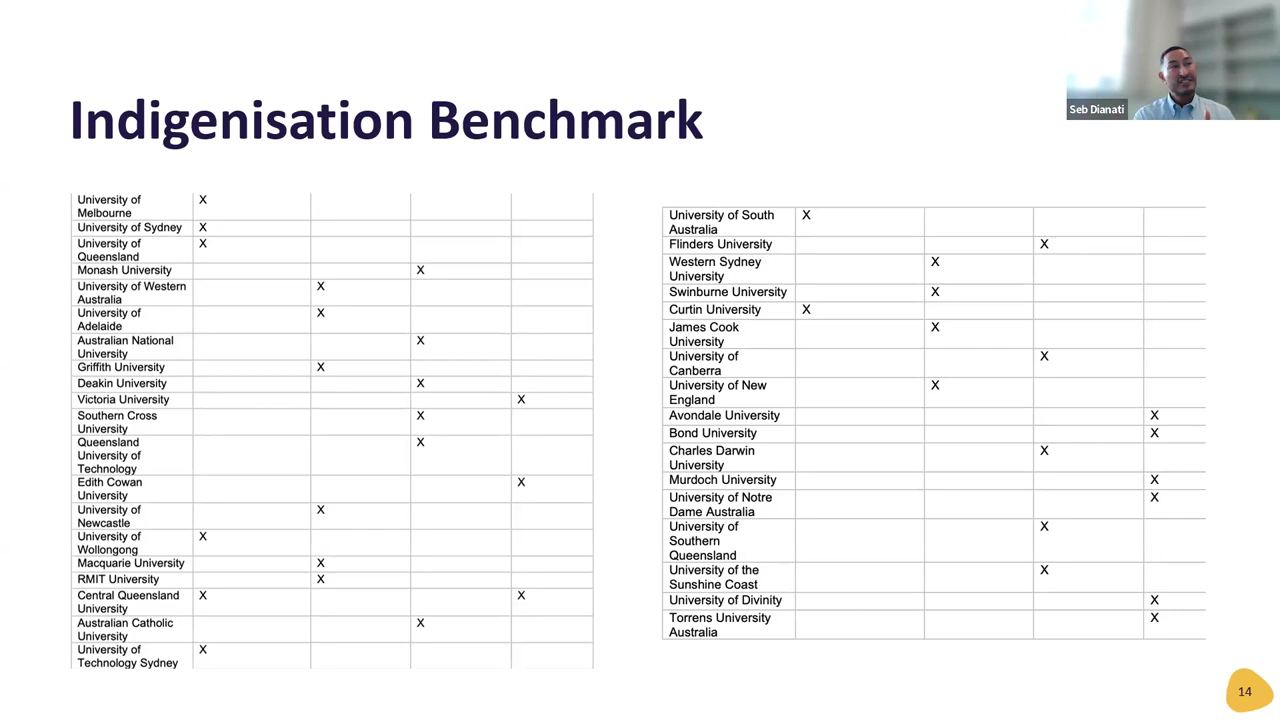 Seb Dianati
Indigenisation Benchmark
University of X
Melbourne
University of Sydney X
University of X
Queensland
Monash University X
University of Western X
Australia
University of X
Adelaide
Australian National X
University
Griffith University X
Deakin University X
Victoria University X
Southern Cross X
University
Queensland X
University of
Technology
Edith Cowan X
University
University of X
Newcastle
University of X
Wollongong
Macquarie University X
RMIT University X
Central Queensland X X
University
Australian Catholic X
University
University of X
Technology Sydney
University of South X
Australia
Flinders University X
Western Sydney X
University
Swinburne University X
Curtin University X
James Cook X
University
University of X
Canberra
University of New X
England
Avondale University X
Bond University X
Charles Darwin X
University
Murdoch University X
University of Notre X
Dame Australia
University of X
Southern
Queensland
University of the X
Sunshine Coast
University of Divinity X
Torrens University X
Australia
14